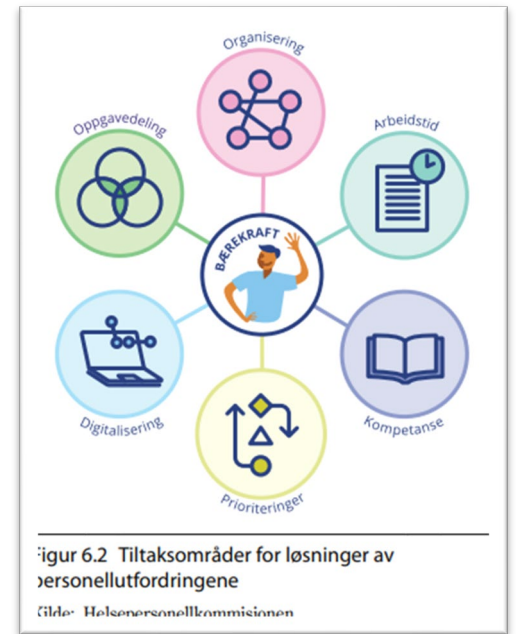 Organisering
Oppgavedeling
Arbeidstid
BÆREKRAFT
Digitalisering
Kompetanse
Prioriteringer
igur 6.2 Tiltaksområder for løsninger av
personellutfordringene
Kilde: Helsepersonellkommisjonen